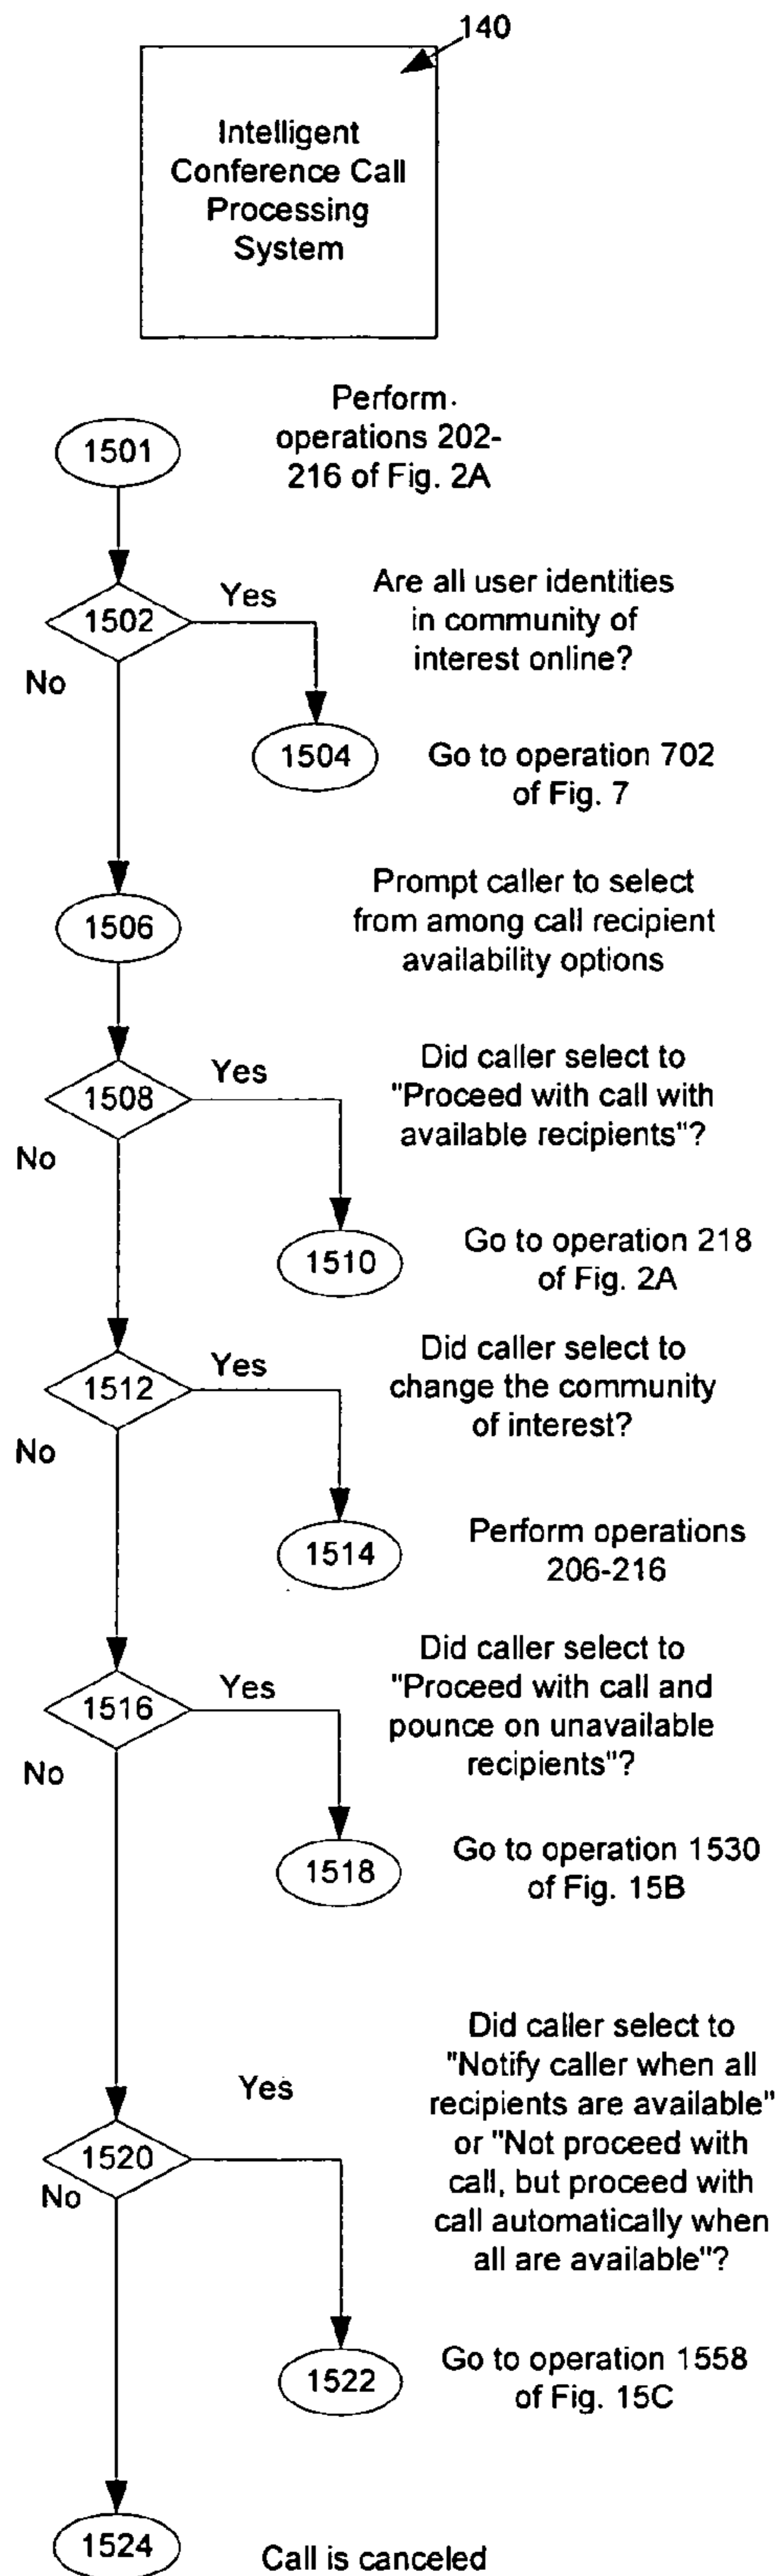 140
Intelligent
Conference Call
Processing
System
Perform
operations 202-
216 of Fig. 2A
1501
1502
Yes
No
Are all user identities
in community of
interest online?
1504
Go to operation 702
of Fig. 7
1506
Prompt caller to select
from among call recipient
availability options
1508
Yes
No
Did caller select to
"Proceed with call with
available recipients"?
1510
Go to operation 218
of Fig. 2A
1512
Yes
No
Did caller select to
change the community
of interest?
1514
Perform operations
206-216
1516
Yes
No
Did caller select to
"Proceed with call and
pounce on unavailable
recipients"?
1518
Go to operation 1530
of Fig. 15B
1520
Yes
No
Did caller select to
"Notify caller when all
recipients are available"
or "Not proceed with
call, but proceed with
call automatically when
all are available"?
1522
Go to operation 1558
of Fig. 15C
1524
Call is canceled